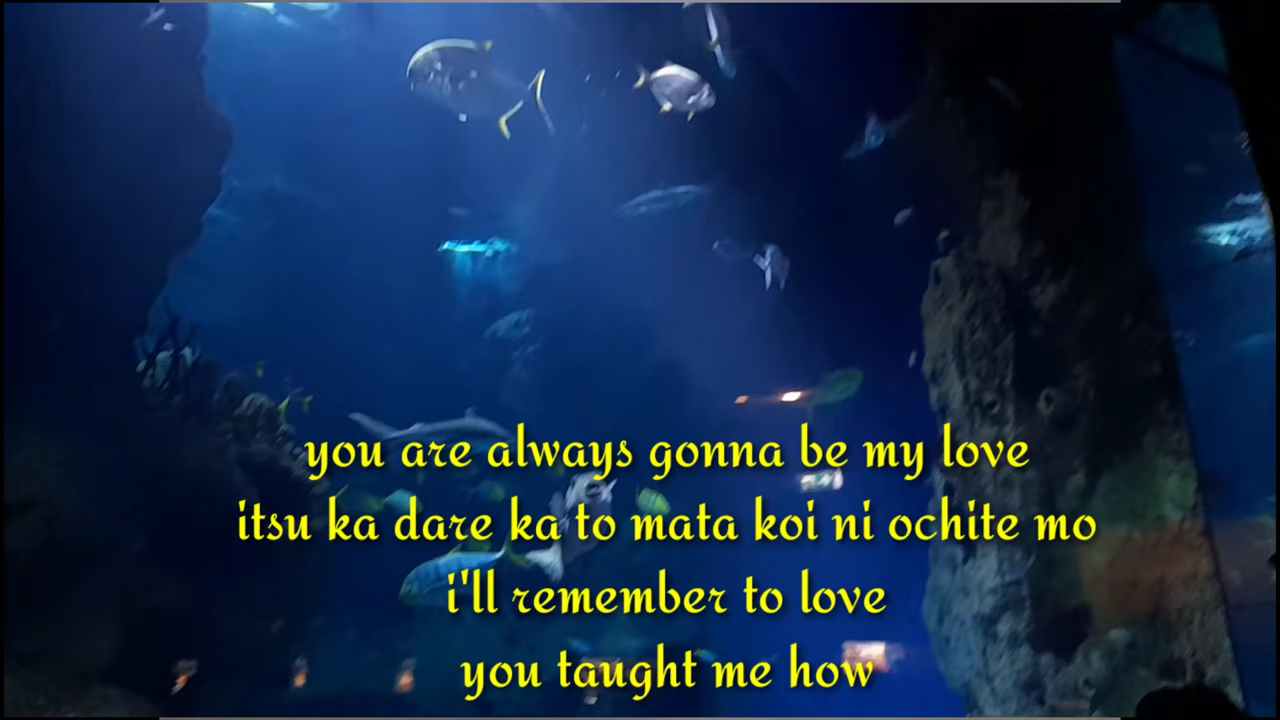 you are always gonna be my love
itsu ka dare ka to mata koi ni ochite mo
i'll remember to love
you taught me how